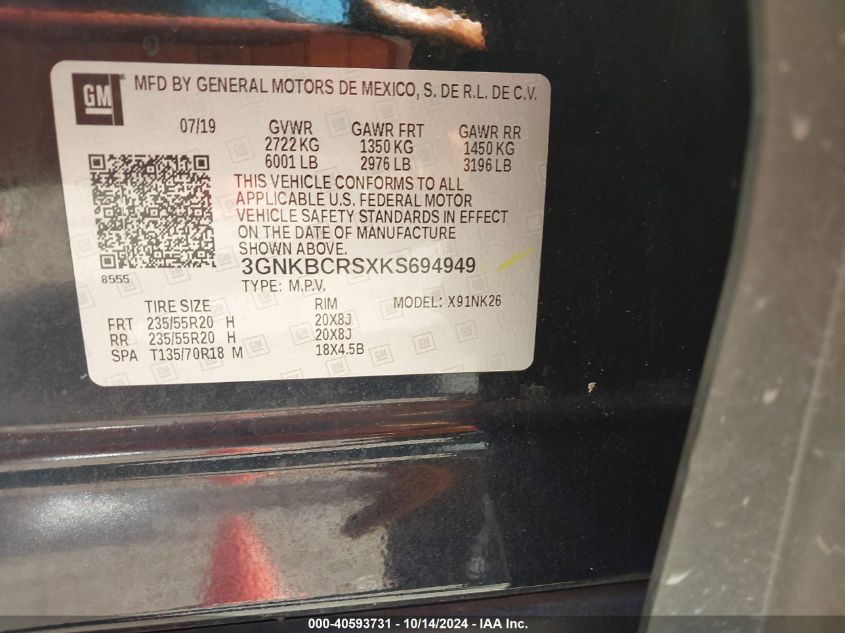 GM
MFD BY GENERAL MOTORS DE MEXICO, S. DE R.L. DE C.V.
07/19 GVWR GAWR FRT GAWR RR
2722 KG 1350 KG 1450 KG
6001 LB 2976 LB 3196 LB
THIS VEHICLE CONFORMS TO ALL
APPLICABLE U.S. FEDERAL MOTOR
VEHICLE SAFETY STANDARDS IN EFFECT
ON THE DATE OF MANUFACTURE
SHOWN ABOVE.
8555
3GNKBCRSXKS694949
TYPE: M.P.V.
TIRE SIZE RIM MODEL: X91NK26
FRT 235/55R20 H 20X8J
RR 235/55R20 H 20X8J
SPA T135/70R18 M 18X4.5B
000-40593731 - 10/14/2024 - IAA Inc.